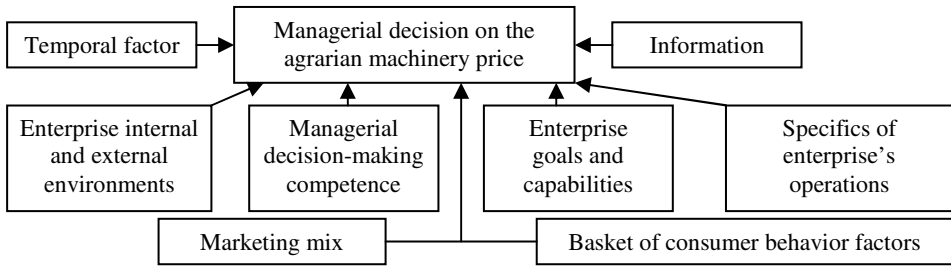 Temporal factor
Managerial decision on the
agrarian machinery price
Information
Enterprise internal
and external
environments
Managerial
decision-making
competence
Enterprise
goals and
capabilities
Specifics of
enterprise's
operations
Marketing mix
Basket of consumer behavior factors